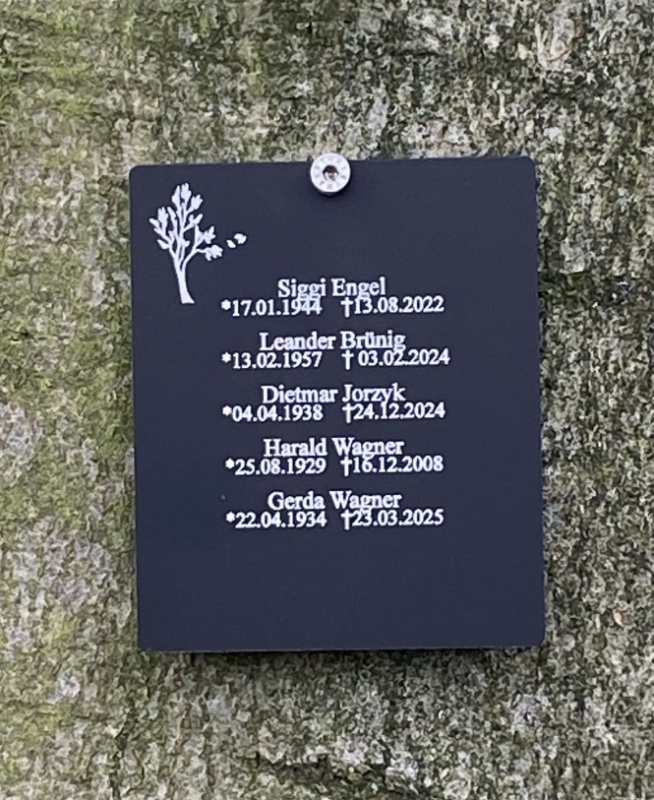 Siggi Engel
*17.01.1944 †13.08.2022
Leander Brünig
*13.02.1957 † 03.02.2024
Dietmar Jorzyk
*04.04.1938 †24.12.2024
Harald Wagner
*25.08.1929 †16.12.2008
Gerda Wagner
*22.04.1934 †23.03.2025